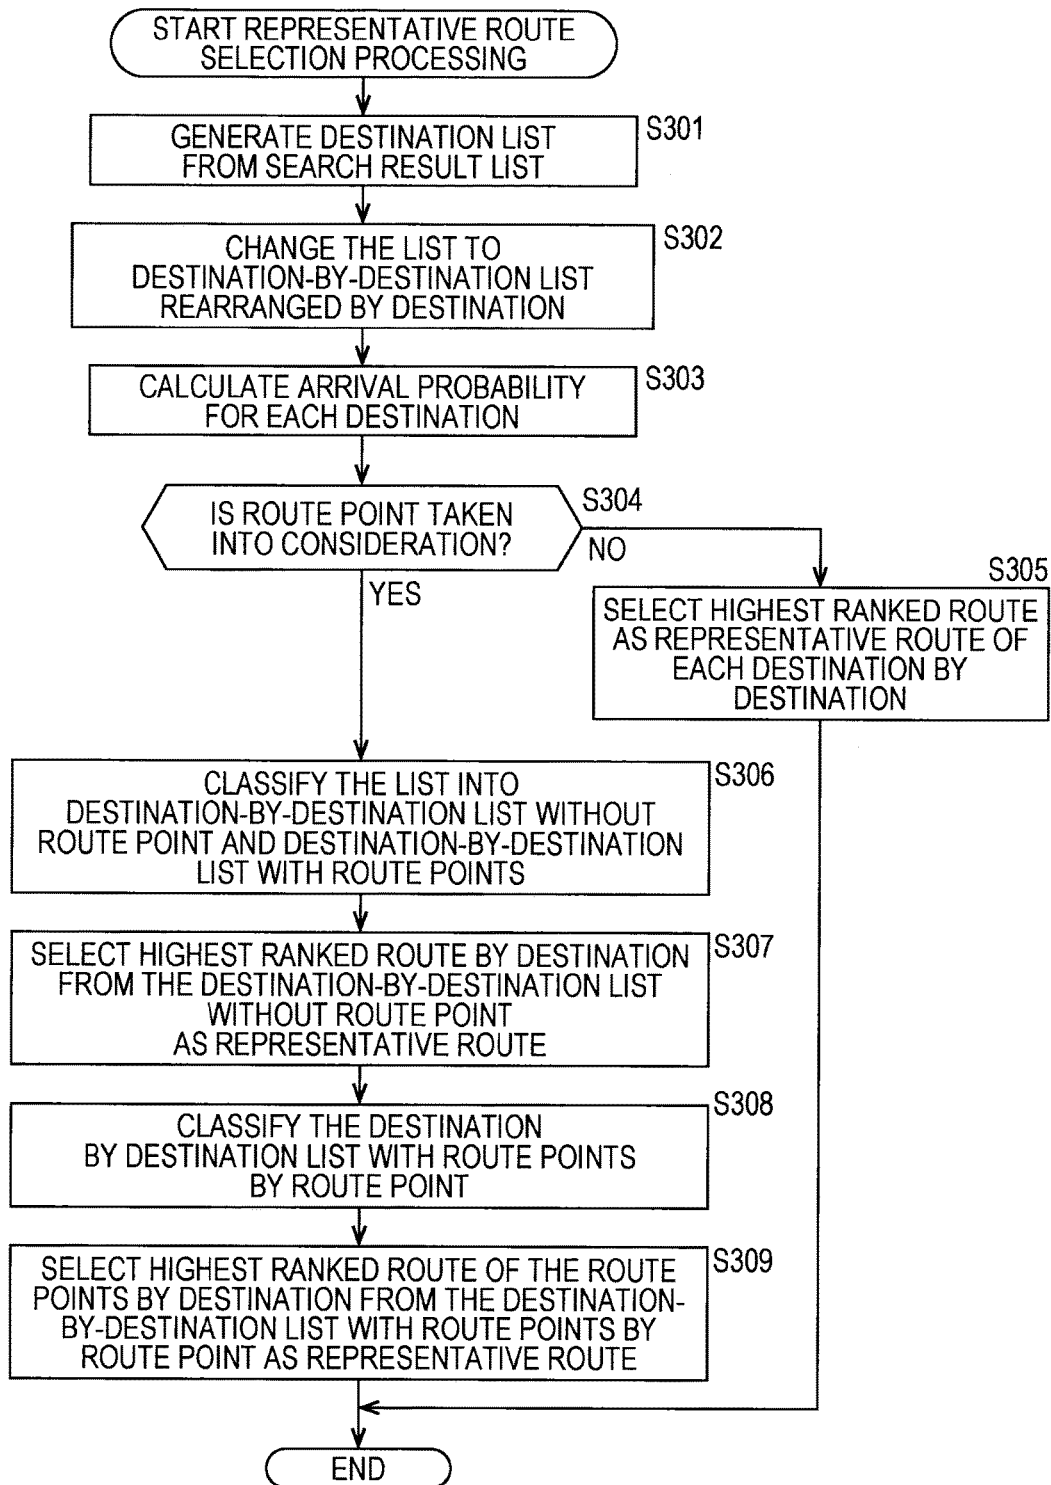 START REPRESENTATIVE ROUTE
SELECTION PROCESSING
S301
GENERATE DESTINATION LIST
FROM SEARCH RESULT LIST
S302
CHANGE THE LIST TO
DESTINATION-BY-DESTINATION LIST
REARRANGED BY DESTINATION
S303
CALCULATE ARRIVAL PROBABILITY
FOR EACH DESTINATION
S304
IS ROUTE POINT TAKEN
INTO CONSIDERATION?
NO
YES
S305
SELECT HIGHEST RANKED ROUTE
AS REPRESENTATIVE ROUTE OF
EACH DESTINATION BY
DESTINATION
S306
CLASSIFY THE LIST INTO
DESTINATION-BY-DESTINATION LIST WITHOUT
ROUTE POINT AND DESTINATION-BY-DESTINATION
LIST WITH ROUTE POINTS
S307
SELECT HIGHEST RANKED ROUTE BY DESTINATION
FROM THE DESTINATION-BY-DESTINATION LIST
WITHOUT ROUTE POINT
AS REPRESENTATIVE ROUTE
S308
CLASSIFY THE DESTINATION
BY DESTINATION LIST WITH ROUTE POINTS
BY ROUTE POINT
S309
SELECT HIGHEST RANKED ROUTE OF THE ROUTE
POINTS BY DESTINATION FROM THE DESTINATION-
BY-DESTINATION LIST WITH ROUTE POINTS BY
ROUTE POINT AS REPRESENTATIVE ROUTE
END